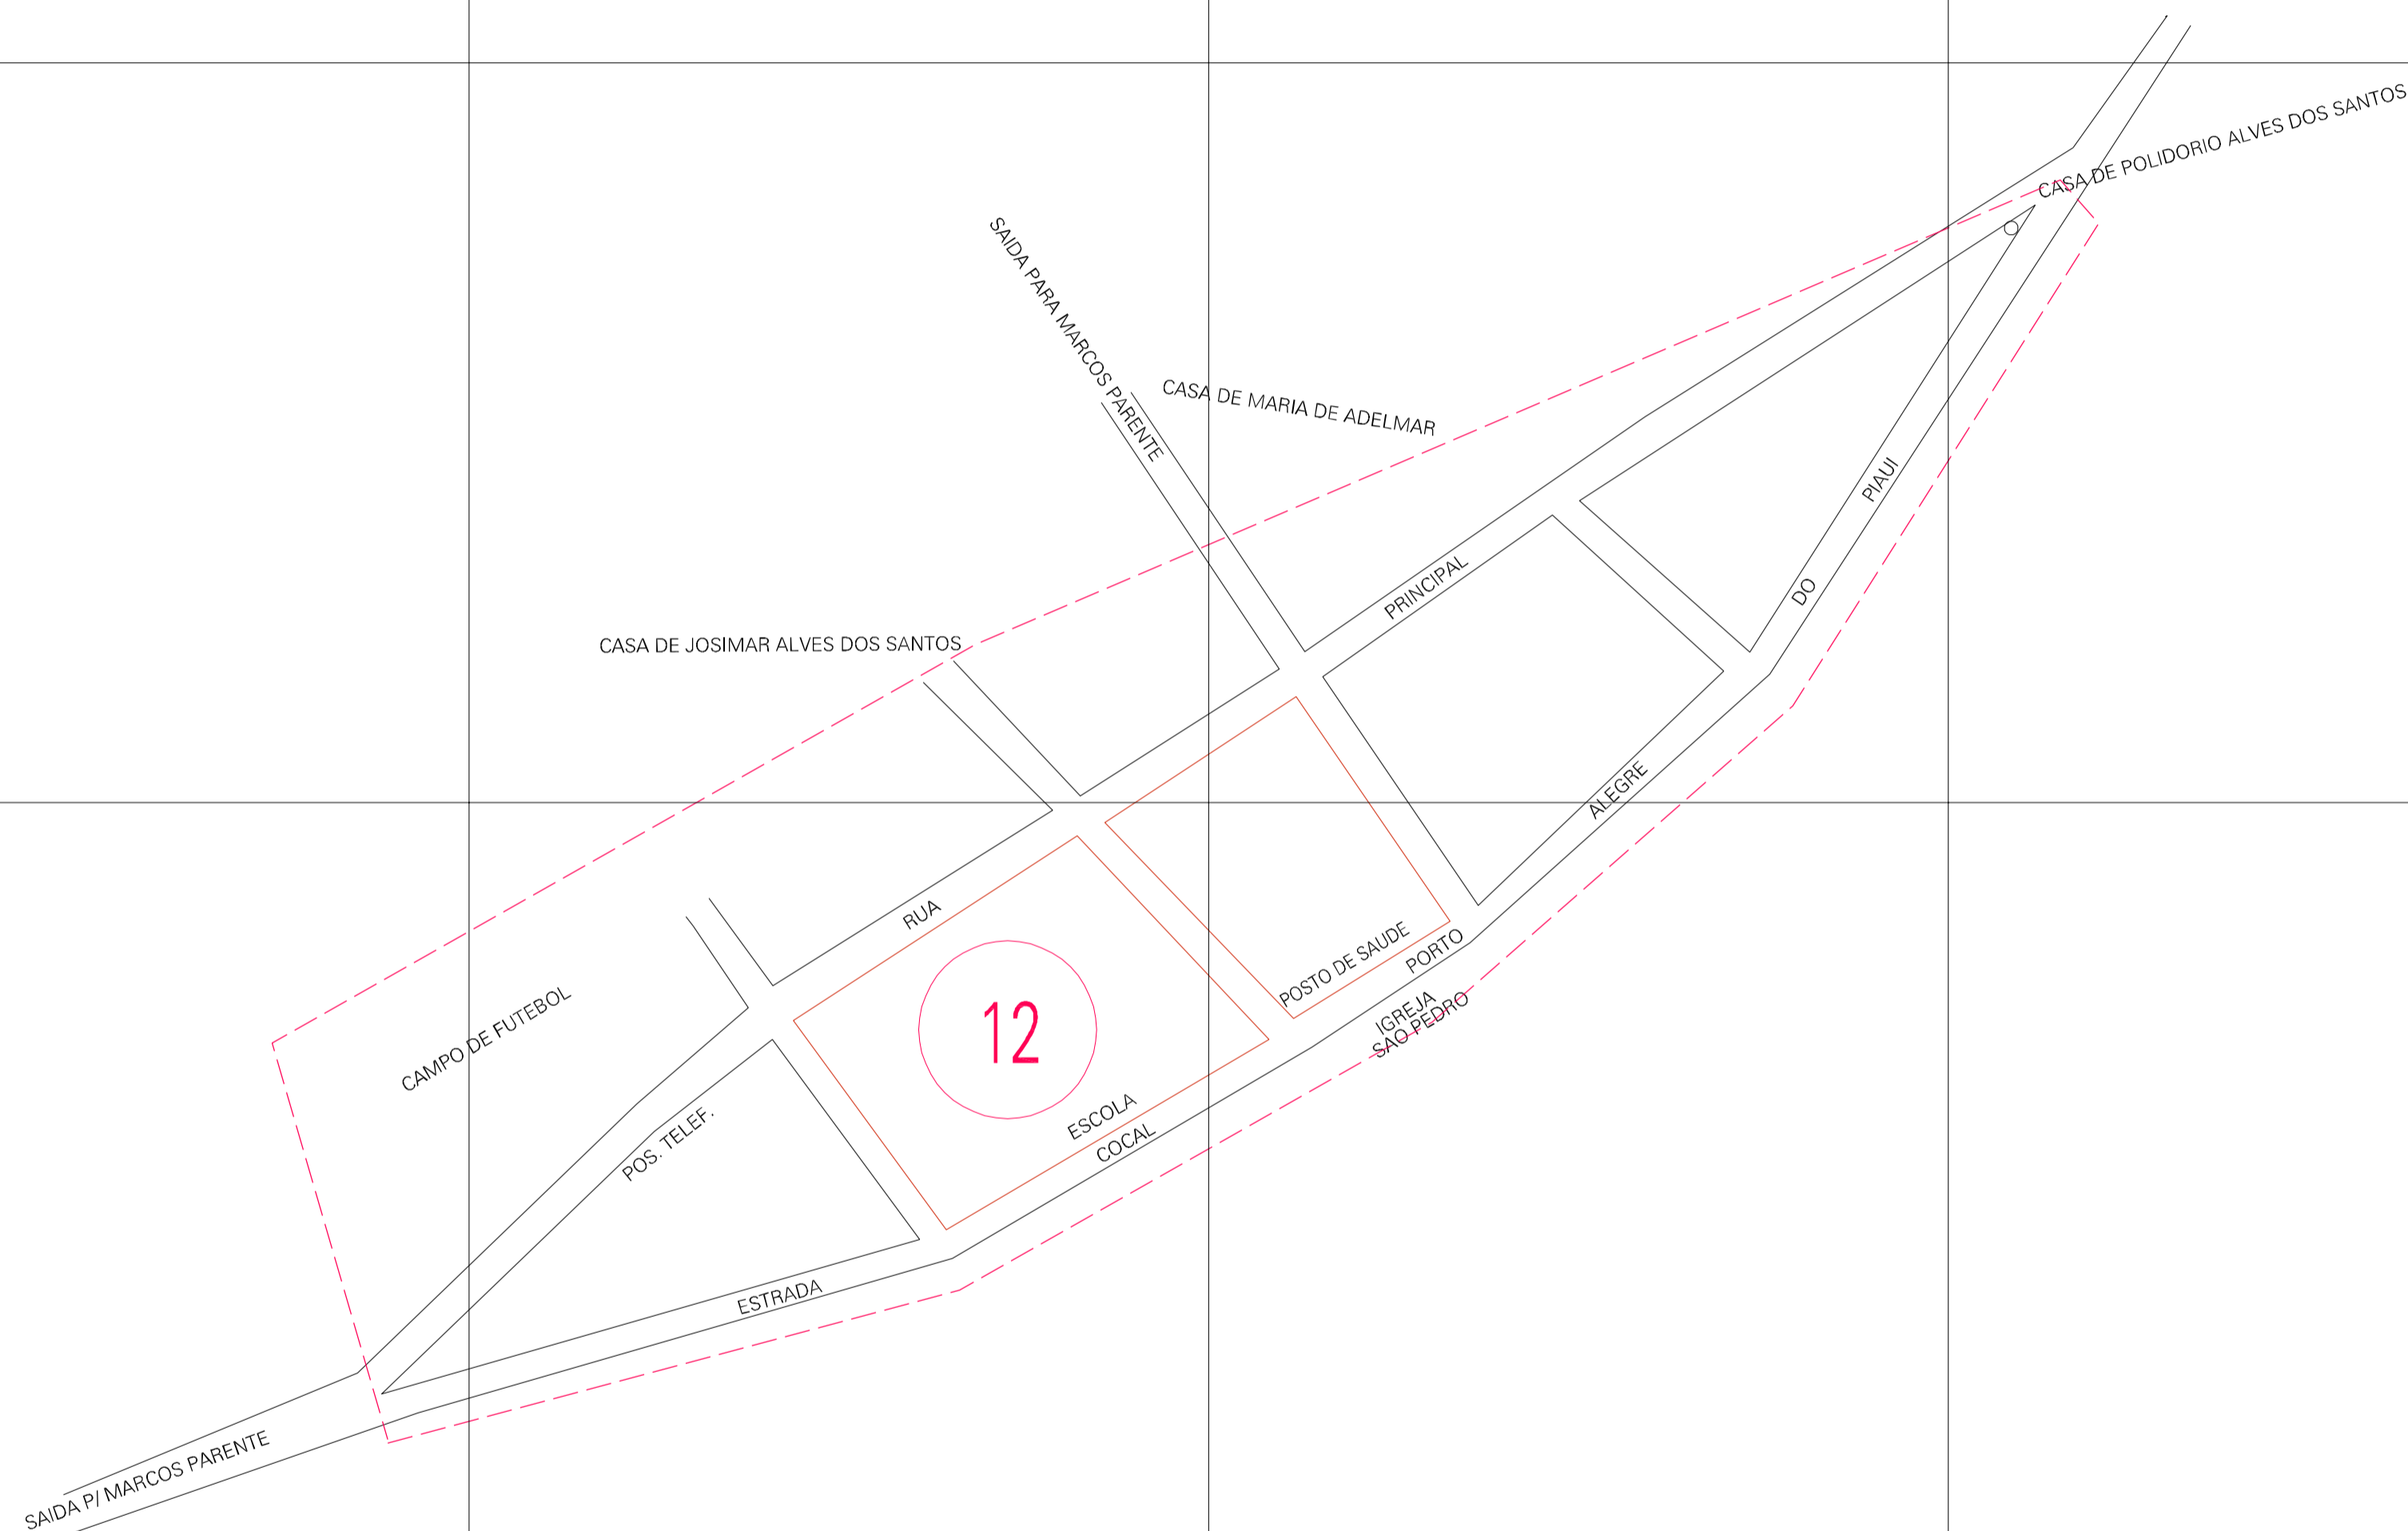 CASA DE POLIDORIO ALVES DOS SANTOS
SAIDA PARA MARCOS PARENTE
CASA DE MARIA DE ADELMAR
PIAUI
DO
PRINCIPAL
CASA DE JOSIMAR ALVES DOS SANTOS
ALEGRE
RUA
POSTO DE SAUDE
PORTO
IGREJA
SAO PEDRO
CAMPO DE FUTEBOL
12
ESCOLA
COCAL
POS. TELEF.
ESTRADA
SAIDA P/ MARCOS PARENTE